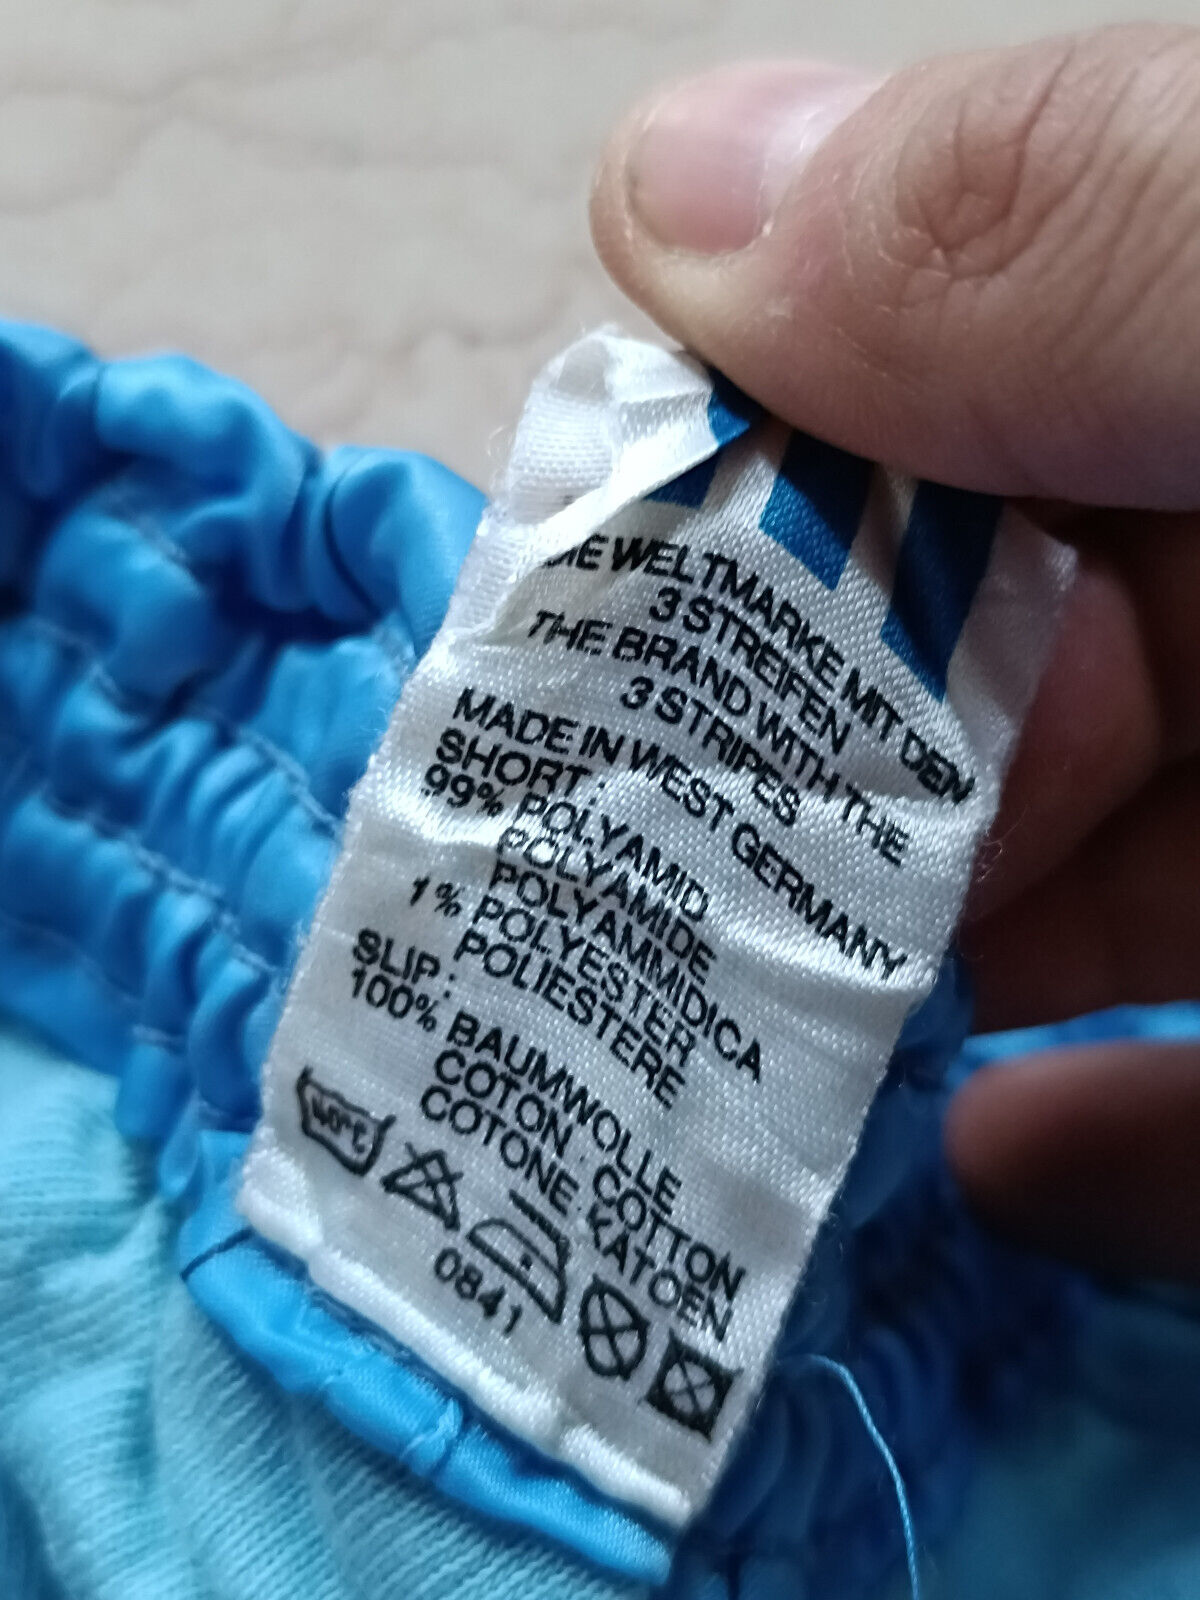 DIE WELTMARKE MIT DEN
3 STREIFEN
THE BRAND WITH THE
3 STRIPES
MADE IN WEST GERMANY
SHORT:
99% POLYAMID
POLYAMIDE
POLYAMMIDICA
1% POLYESTER
POLIESTERE
SLIP:
100% BAUMWOLLE
COTON·COTTON
COTONE·KATOEN
40°C
0841